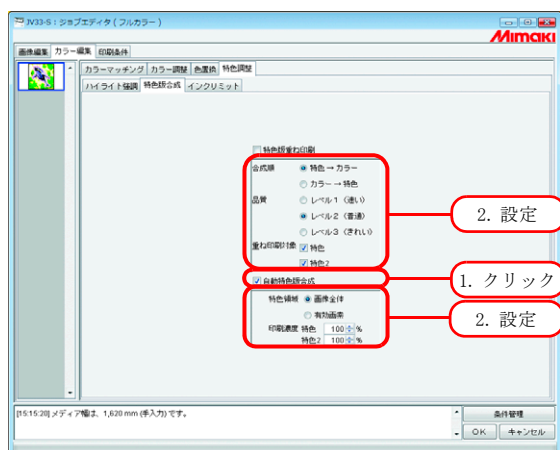 JV33-S : ジョブエディタ ( フルカラー )
Mimaki
画像編集 カラー編集 印刷条件
カラーマッチング カラー調整 色置換 特色調整
ハイライト強調 特色版合成 インクリミット
特色版重ね印刷
合成順 特色 → カラー
カラー → 特色
品質 レベル 1 (速い)
レベル 2 (普通)
レベル 3 (きれい)
重ね印刷対象 特色
特色2
2. 設定
自動特色版合成
1. クリック
特色領域 画像全体
有効画素
印刷濃度 特色 100 %
特色2 100 %
2. 設定
[15:15:20] メディア幅は、1,620 mm (手入力) です。
条件管理
OK キャンセル